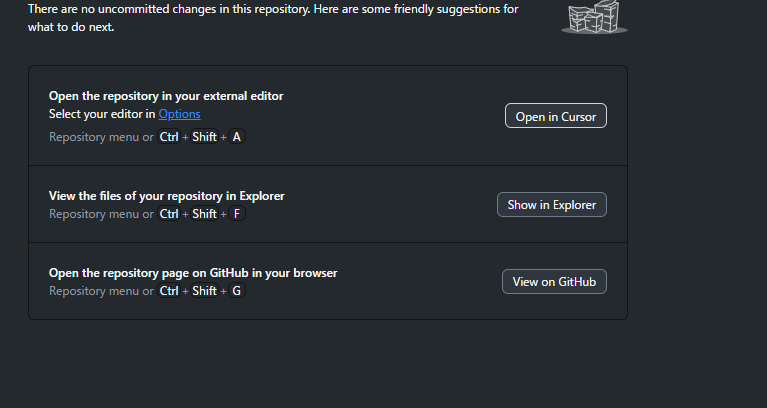 There are no uncommitted changes in this repository. Here are some friendly suggestions for
what to do next.
Open the repository in your external editor
Select your editor in Options
Repository menu or Ctrl + Shift + A
Open in Cursor
View the files of your repository in Explorer
Repository menu or Ctrl + Shift + F
Show in Explorer
Open the repository page on GitHub in your browser
Repository menu or Ctrl + Shift + G
View on GitHub